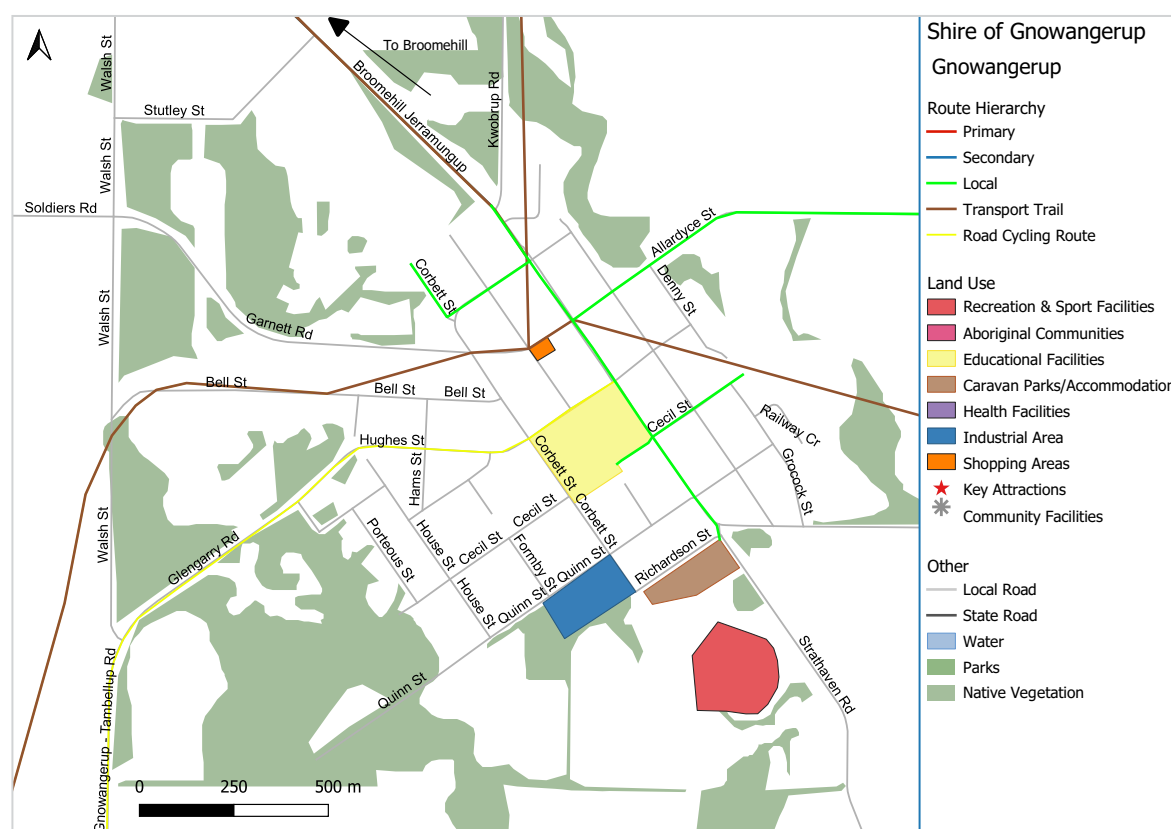 Shire of Gnowangerup
Gnowangerup
Route Hierarchy
Primary
Secondary
Local
Transport Trail
Road Cycling Route
Land Use
Recreation & Sport Facilities
Aboriginal Communities
Educational Facilities
Caravan Parks/Accommodation
Health Facilities
Industrial Area
Shopping Areas
Key Attractions
Community Facilities
Other
Local Road
State Road
Water
Parks
Native Vegetation
To Broomehill
Walsh St
Broomehill Jerramungup
Kwobrup Rd
Stutley St
Walsh St
Soldiers Rd
Allardyce St
Corbett St
Denny St
Walsh St
Garnett Rd
Bell St
Bell St
Bell St
Cecil St
Railway Cr
Hughes St
Corbett St
Hams St
Grocock St
Walsh St
Cecil St
Corbett St
House St
Porteous St
Cecil St
Formby St
Quinn St
Richardson St
Glengarry Rd
House St
Quinn St
Strathaven Rd
Quinn St
Gnowangerup - Tambellup Rd
0 250 500 m